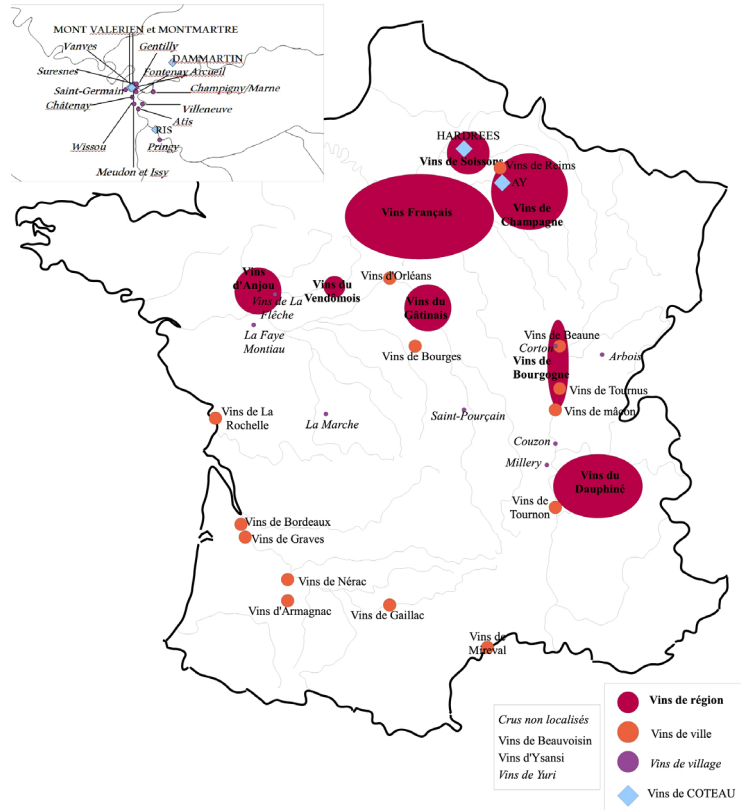 MONT VALERIEN et MONTMARTRE
Vanves
Gentilly
DAMMARTIN
Suresnes
Fontenay Arcueil
Saint-Germain
Champigny/Marne
Châtenay
Villeneuve
Atis
RIS
Wissou
Pringy
Meudon et Issy
HARDREES
Vins de Soissons
Vins de Reims
AY
Vins Français
Vins de
Champagne
Vins
d'Anjou
Vins de La
Flêche
Vins du
Vendômois
Vins d'Orléans
Vins du
Gâtinais
La Faye
Montiau
Vins de Bourges
Vins de Beaune
Corton
Vins de
Bourgogne
Arbois
Vins de Tournus
Vins de mâcon
Vins de La
Rochelle
La Marche
Saint-Pourçain
Couzon
Millery
Vins du
Dauphiné
Vins de
Tournon
Vins de Bordeaux
Vins de Graves
Vins de Nérac
Vins d'Armagnac
Vins de Gaillac
Vins de
Mireval
Crus non localisés
Vins de Beauvoisin
Vins d'Ysansi
Vins de Yuri
Vins de région
Vins de ville
Vins de village
Vins de COTEAU